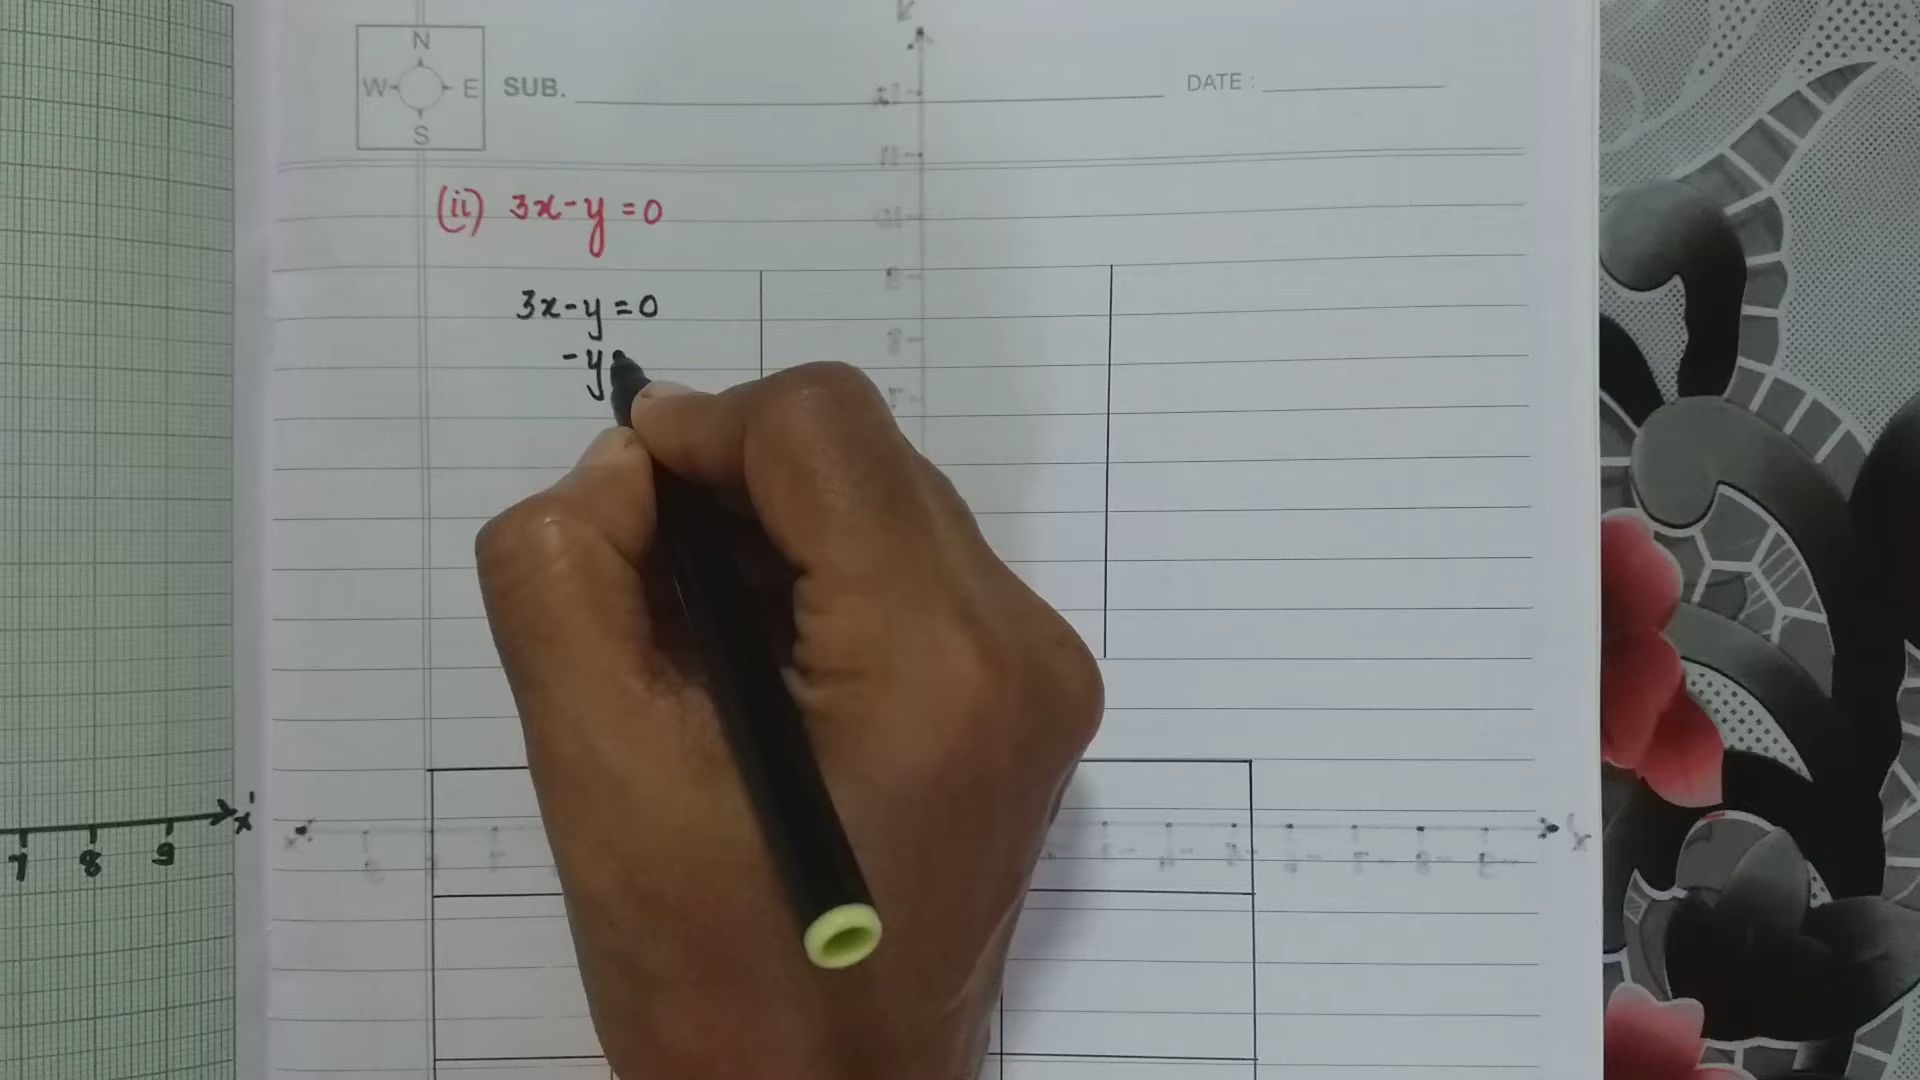 N
W E SUB. DATE :
S
(ii) 3x-y=0
3x-y=0
-y
x'
7 8 9